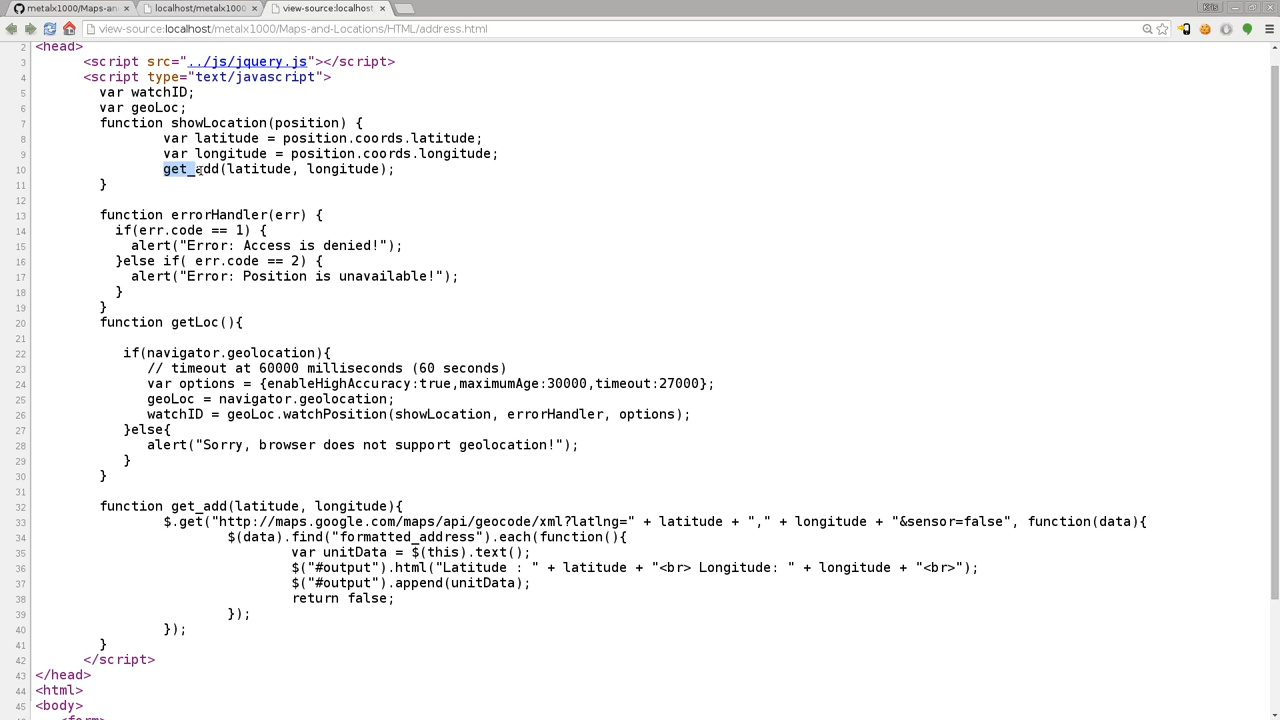 metalx1000/Maps-an
localhost/metalx1000
view-source:localhost
view-source:localhost/metalx1000/Maps-and-Locations/HTML/address.html
2 <head>
3 <script src="../js/jquery.js"></script>
4 <script type="text/javascript">
5 var watchID;
6 var geoLoc;
7 function showLocation(position) {
8 var latitude = position.coords.latitude;
9 var longitude = position.coords.longitude;
10 get_add(latitude, longitude);
11 }
12
13 function errorHandler(err) {
14 if(err.code == 1) {
15 alert("Error: Access is denied!");
16 }else if( err.code == 2) {
17 alert("Error: Position is unavailable!");
18 }
19 }
20 function getLoc(){
21
22 if(navigator.geolocation){
23 // timeout at 60000 milliseconds (60 seconds)
24 var options = {enableHighAccuracy:true,maximumAge:30000,timeout:27000};
25 geoLoc = navigator.geolocation;
26 watchID = geoLoc.watchPosition(showLocation, errorHandler, options);
27 }else{
28 alert("Sorry, browser does not support geolocation!");
29 }
30 }
31
32 function get_add(latitude, longitude){
33 $.get("http://maps.google.com/maps/api/geocode/xml?latlng=" + latitude + "," + longitude + "&sensor=false", function(data){
34 $(data).find("formatted_address").each(function(){
35 var unitData = $(this).text();
36 $("#output").html("Latitude : " + latitude + "<br> Longitude: " + longitude + "<br>");
37 $("#output").append(unitData);
38 return false;
39 });
40 });
41 }
42 </script>
43 </head>
44 <html>
45 <body>